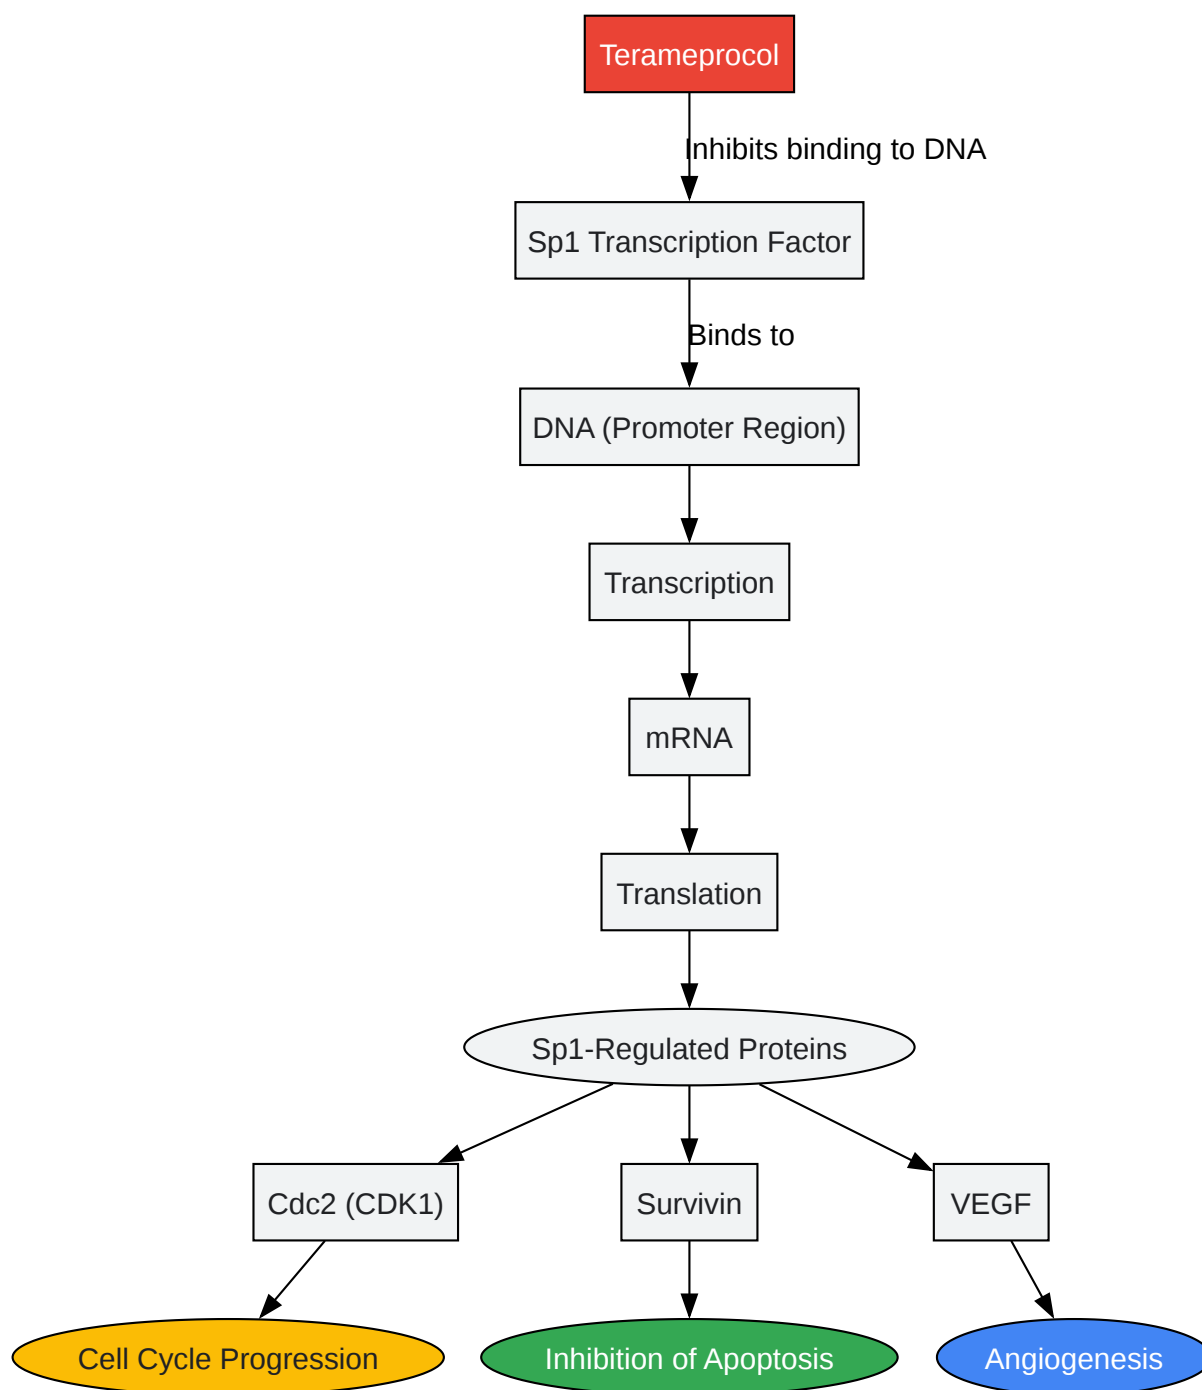 Terameprocol
Inhibits binding to DNA
Sp1 Transcription Factor
Binds to
DNA (Promoter Region)
Transcription
mRNA
Translation
Sp1-Regulated Proteins
Cdc2 (CDK1)
Survivin
VEGF
Cell Cycle Progression
Inhibition of Apoptosis
Angiogenesis